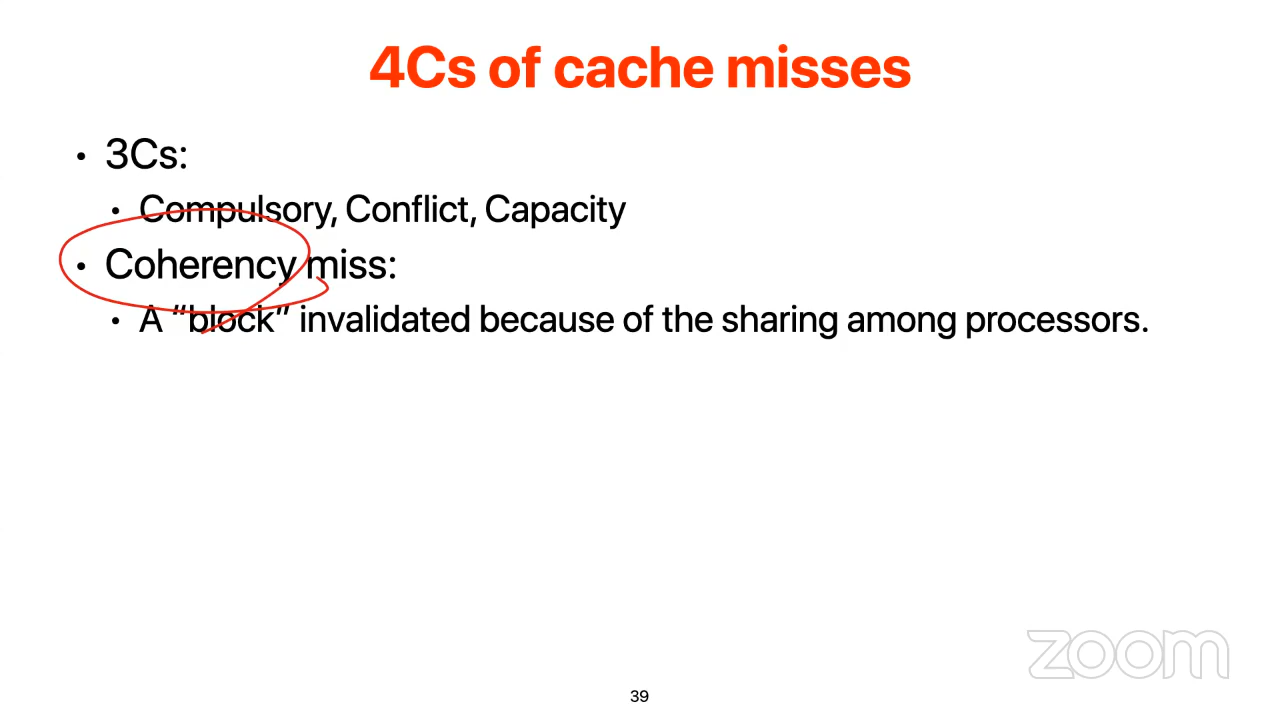 4Cs of cache misses
• 3Cs:
• Compulsory, Conflict, Capacity
• Coherency miss:
• A “block” invalidated because of the sharing among processors.
zoom
39